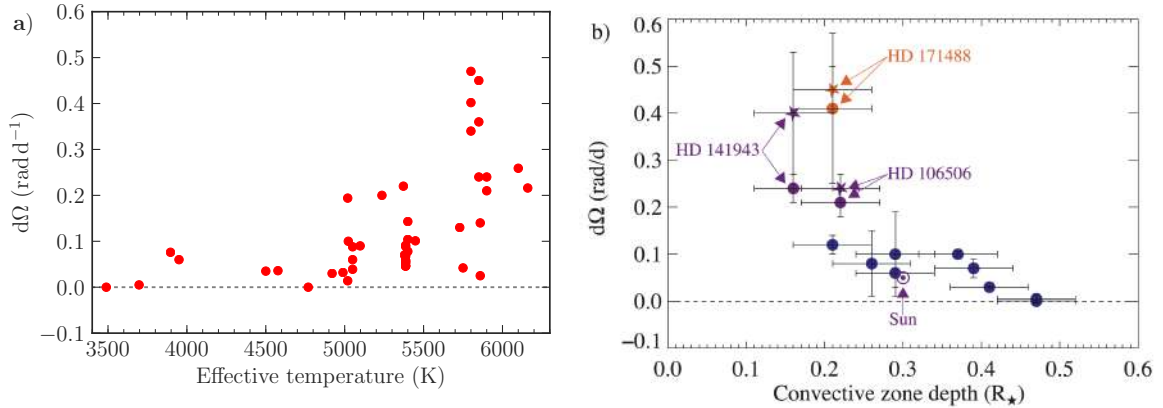 a)
0.6
0.5
0.4
0.3
0.2
0.1
0.0
−0.1
dΩ (rad d⁻¹)
3500 4000 4500 5000 5500 6000
Effective temperature (K)
b)
0.6
0.5
0.4
0.3
0.2
0.1
0.0
−0.1
dΩ (rad/d)
HD 171488
HD 141943
HD 106506
Sun
0.0 0.1 0.2 0.3 0.4 0.5 0.6
Convective zone depth (R★)